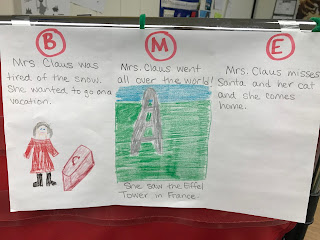 B
Mrs. Claus was
tired of the snow.
She wanted to go on a
vacation.
M
Mrs. Claus went
all over the world!
She saw the Eiffel
Tower in France.
E
Mrs. Claus misses
Santa and her cat
and she comes
home.